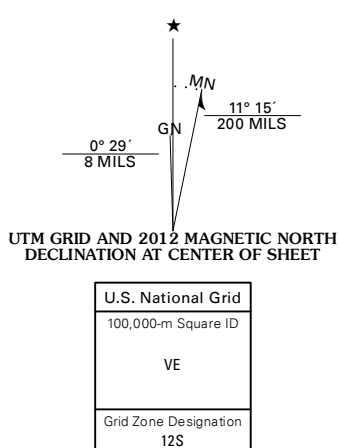 ★
MN
GN
11° 15´
200 MILS
0° 29´
8 MILS
UTM GRID AND 2012 MAGNETIC NORTH
DECLINATION AT CENTER OF SHEET
U.S. National Grid
100,000-m Square ID
VE
Grid Zone Designation
12S